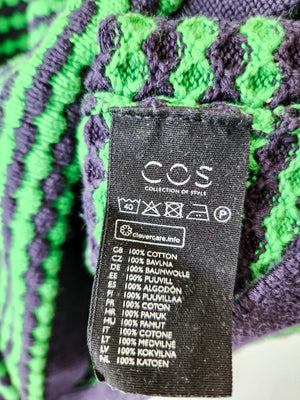 COS
COLLECTION OF STYLE
40 P
clevercare.info
GB 100% COTTON
CZ 100% BAVLNA
DE 100% BAUMWOLLE
EE 100% PUUVILL
ES 100% ALGODÓN
FI 100% PUUVILLAA
FR 100% COTON
HR 100% PAMUK
HU 100% PAMUT
IT 100% COTONE
LT 100% MEDVILNĖ
LV 100% KOKVILNA
NL 100% KATOEN